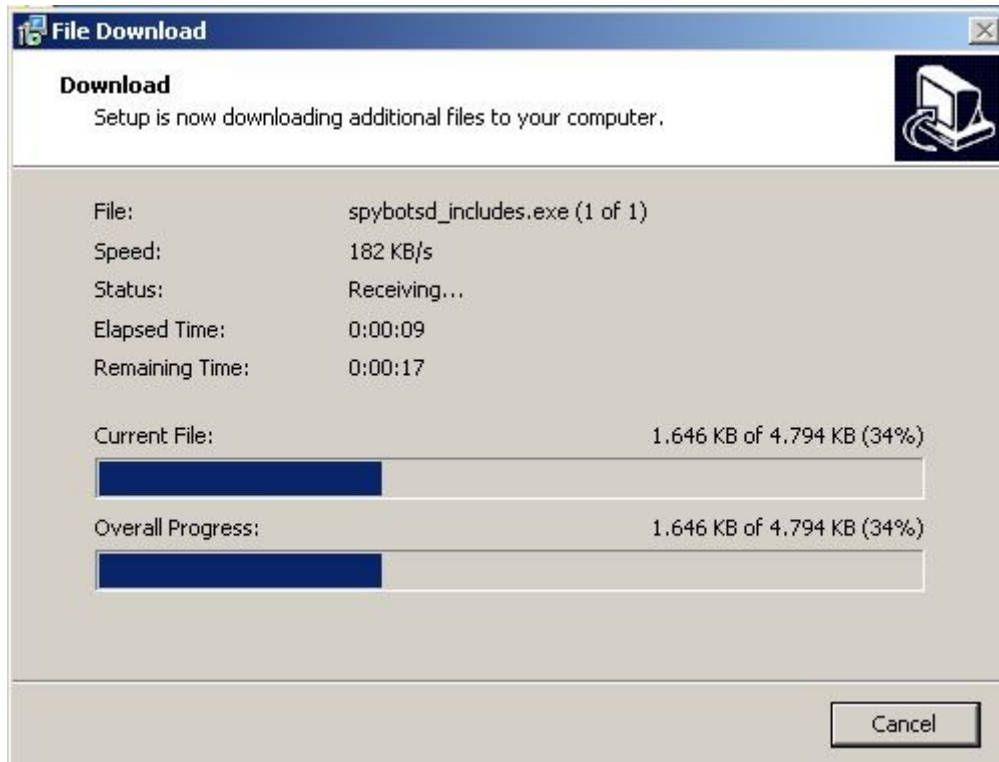 File Download
Download
Setup is now downloading additional files to your computer.
File: spybotsd_includes.exe (1 of 1)
Speed: 182 KB/s
Status: Receiving...
Elapsed Time: 0:00:09
Remaining Time: 0:00:17
Current File: 1.646 KB of 4.794 KB (34%)
Overall Progress: 1.646 KB of 4.794 KB (34%)
Cancel